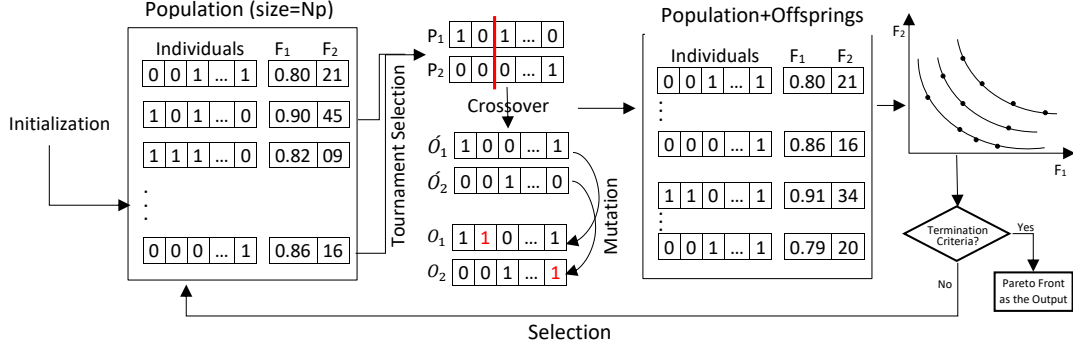 Population (size=Np)
Individuals F1 F2
0 0 1 ... 1 0.80 21
1 0 1 ... 0 0.90 45
1 1 1 ... 0 0.82 09
.
.
.
0 0 0 ... 1 0.86 16
Initialization
Tournament Selection
P1 1 0 1 ... 0
P2 0 0 0 ... 1
Crossover
Ó1 1 0 0 ... 1
Ó2 0 0 1 ... 0
O1 1 1 0 ... 1
O2 0 0 1 ... 1
Mutation
Population+Offsprings
Individuals F1 F2
0 0 1 ... 1 0.80 21
.
.
.
0 0 0 ... 1 0.86 16
1 1 0 ... 1 0.91 34
.
.
.
0 0 1 ... 1 0.79 20
F2
F1
Termination
Criteria?
Yes
No
Pareto Front
as the Output
Selection